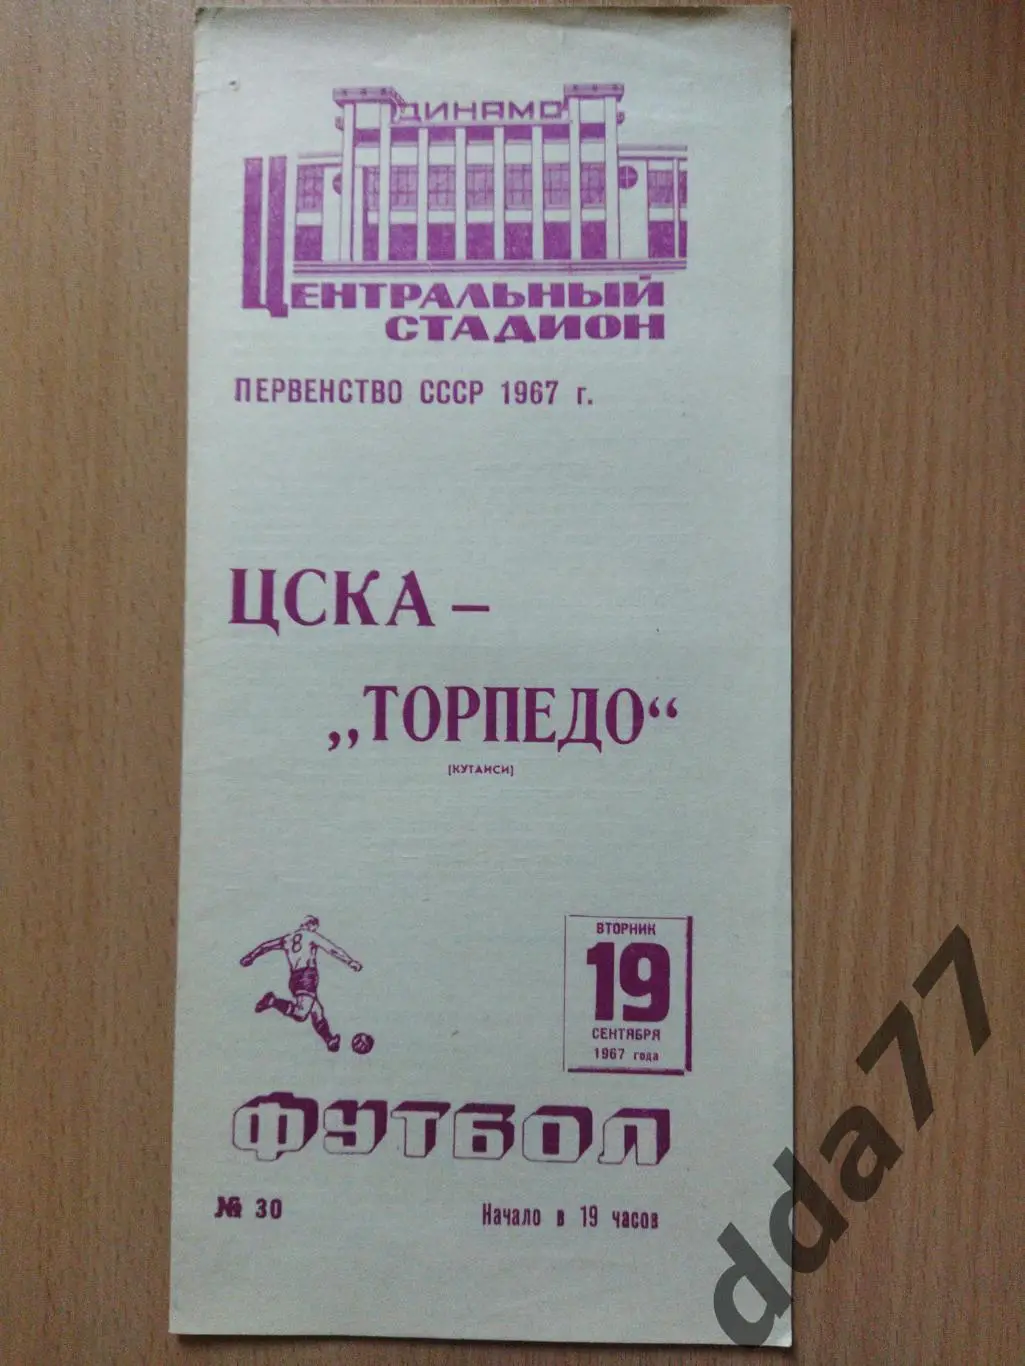 ДИНАМО
ЦЕНТРАЛЬНЫЙ
СТАДИОН
ПЕРВЕНСТВО СССР 1967 г.
ЦСКА –
„ТОРПЕДО“
[КУТАИСИ]
8
ВТОРНИК
19
СЕНТЯБРЯ
1967 года
ФУТБОЛ
№ 30
Начало в 19 часов
dda77